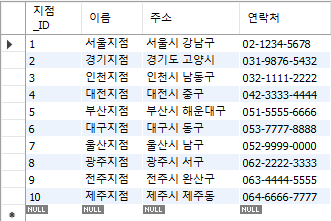 지점_ID 이름 주소 연락처
1 서울지점 서울시 강남구 02-1234-5678
2 경기지점 경기도 고양시 031-9876-5432
3 인천지점 인천시 남동구 032-1111-2222
4 대전지점 대전시 중구 042-3333-4444
5 부산지점 부산시 해운대구 051-5555-6666
6 대구지점 대구시 동구 053-7777-8888
7 울산지점 울산시 남구 052-9999-0000
8 광주지점 광주시 서구 062-2222-3333
9 전주지점 전주시 완산구 063-4444-5555
10 제주지점 제주시 제주동 064-6666-7777
NULL NULL NULL NULL